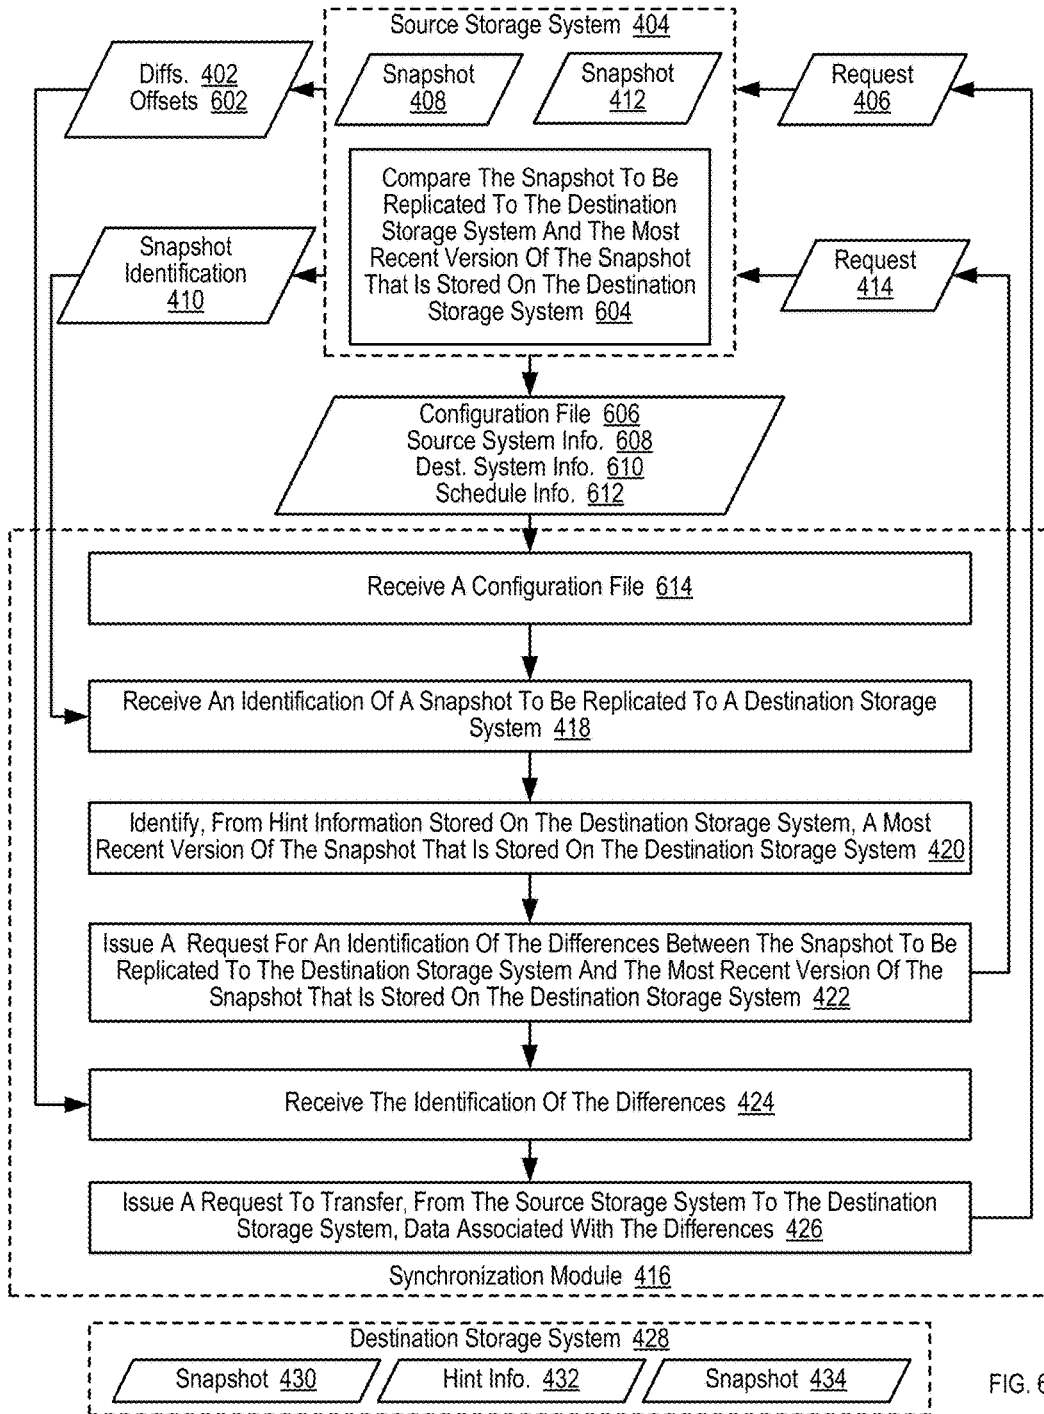 Source Storage System 404
Diffs. 402
Offsets 602
Snapshot
408
Snapshot
412
Request
406
Compare The Snapshot To Be
Replicated To The Destination
Storage System And The Most
Recent Version Of The Snapshot
That Is Stored On The Destination
Storage System 604
Snapshot
Identification
410
Request
414
Configuration File 606
Source System Info. 608
Dest. System Info. 610
Schedule Info. 612
Receive A Configuration File 614
Receive An Identification Of A Snapshot To Be Replicated To A Destination Storage
System 418
Identify, From Hint Information Stored On The Destination Storage System, A Most
Recent Version Of The Snapshot That Is Stored On The Destination Storage System 420
Issue A Request For An Identification Of The Differences Between The Snapshot To Be
Replicated To The Destination Storage System And The Most Recent Version Of The
Snapshot That Is Stored On The Destination Storage System 422
Receive The Identification Of The Differences 424
Issue A Request To Transfer, From The Source Storage System To The Destination
Storage System, Data Associated With The Differences 426
Synchronization Module 416
Destination Storage System 428
Snapshot 430
Hint Info. 432
Snapshot 434
FIG. 6